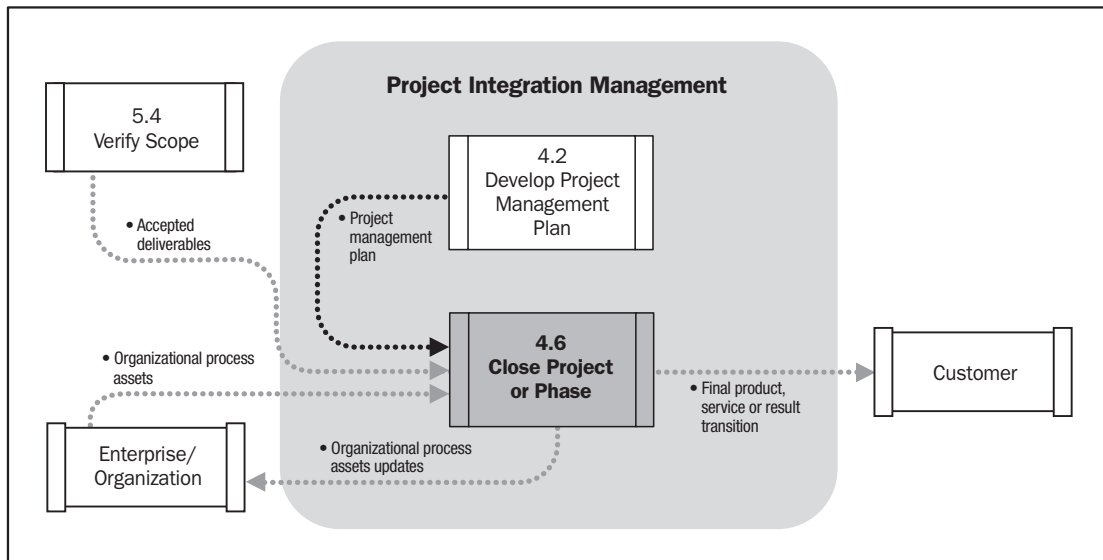 Project Integration Management
5.4
Verify Scope
4.2
Develop Project
Management
Plan
• Accepted
deliverables
• Project
management
plan
4.6
Close Project
or Phase
• Organizational process
assets
• Final product,
service or result
transition
Customer
Enterprise/
Organization
• Organizational process
assets updates